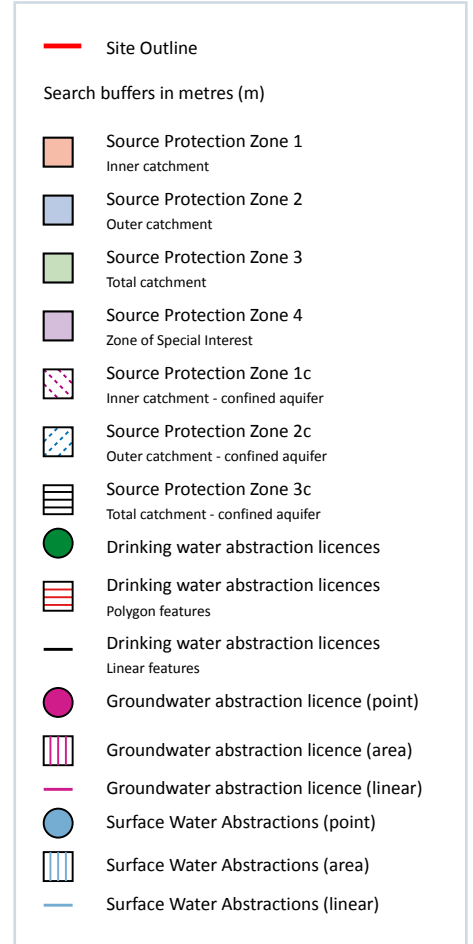 Site Outline
Search buffers in metres (m)
Source Protection Zone 1
Inner catchment
Source Protection Zone 2
Outer catchment
Source Protection Zone 3
Total catchment
Source Protection Zone 4
Zone of Special Interest
Source Protection Zone 1c
Inner catchment - confined aquifer
Source Protection Zone 2c
Outer catchment - confined aquifer
Source Protection Zone 3c
Total catchment - confined aquifer
Drinking water abstraction licences
Drinking water abstraction licences
Polygon features
Drinking water abstraction licences
Linear features
Groundwater abstraction licence (point)
Groundwater abstraction licence (area)
Groundwater abstraction licence (linear)
Surface Water Abstractions (point)
Surface Water Abstractions (area)
Surface Water Abstractions (linear)